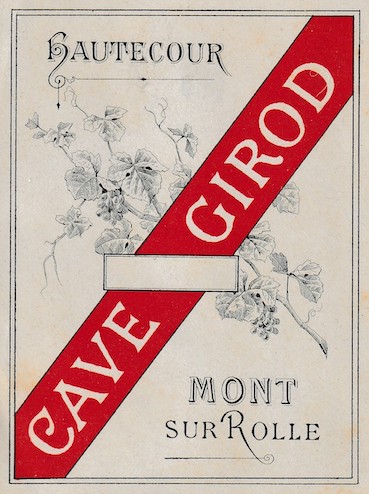 HAUTECOUR
CAVE GIROD
MONT
SUR ROLLE